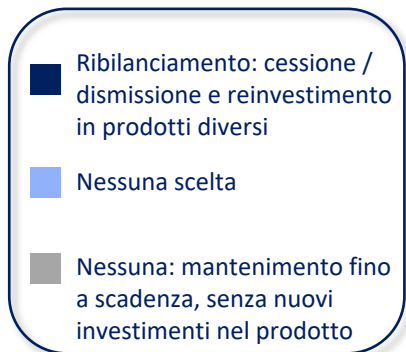 Ribilanciamento: cessione /
dismissione e reinvestimento
in prodotti diversi
Nessuna scelta
Nessuna: mantenimento fino
a scadenza, senza nuovi
investimenti nel prodotto